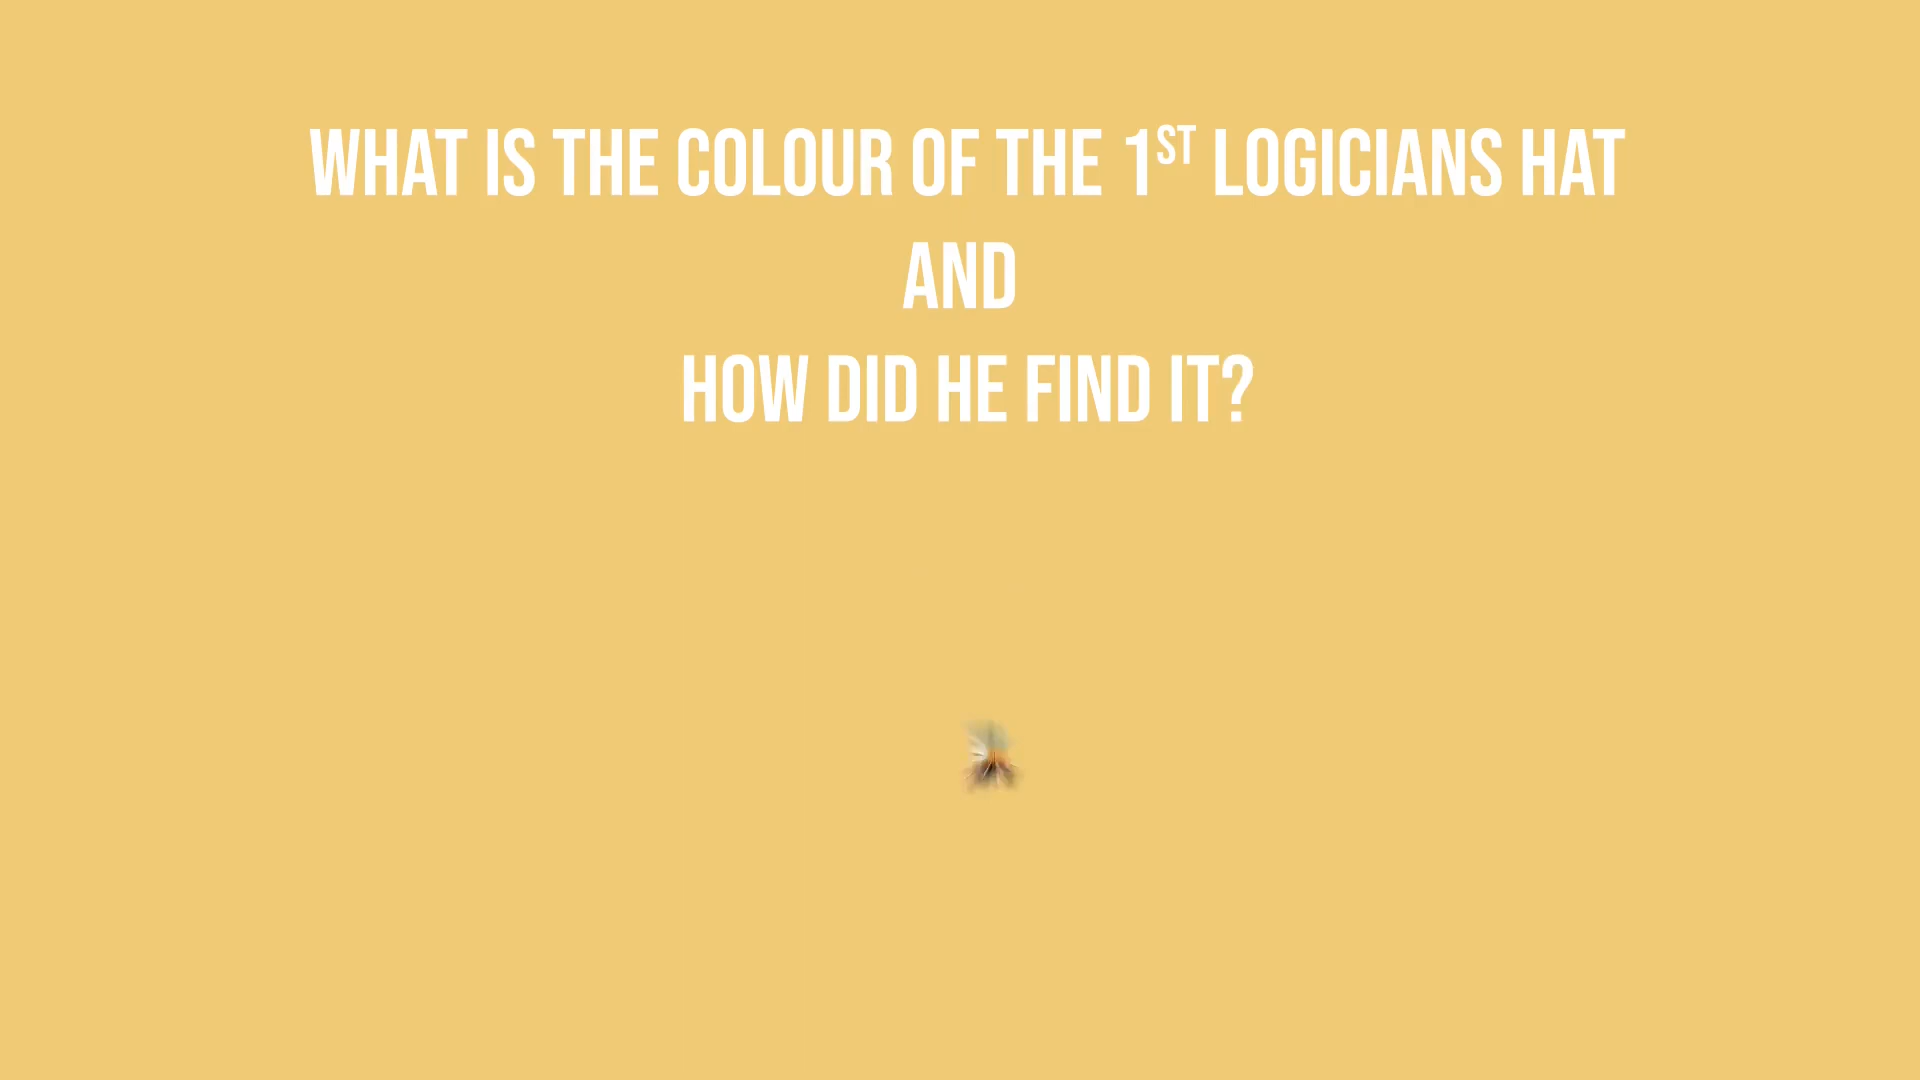 WHAT IS THE COLOUR OF THE 1ST LOGICIANS HAT
AND
HOW DID HE FIND IT?